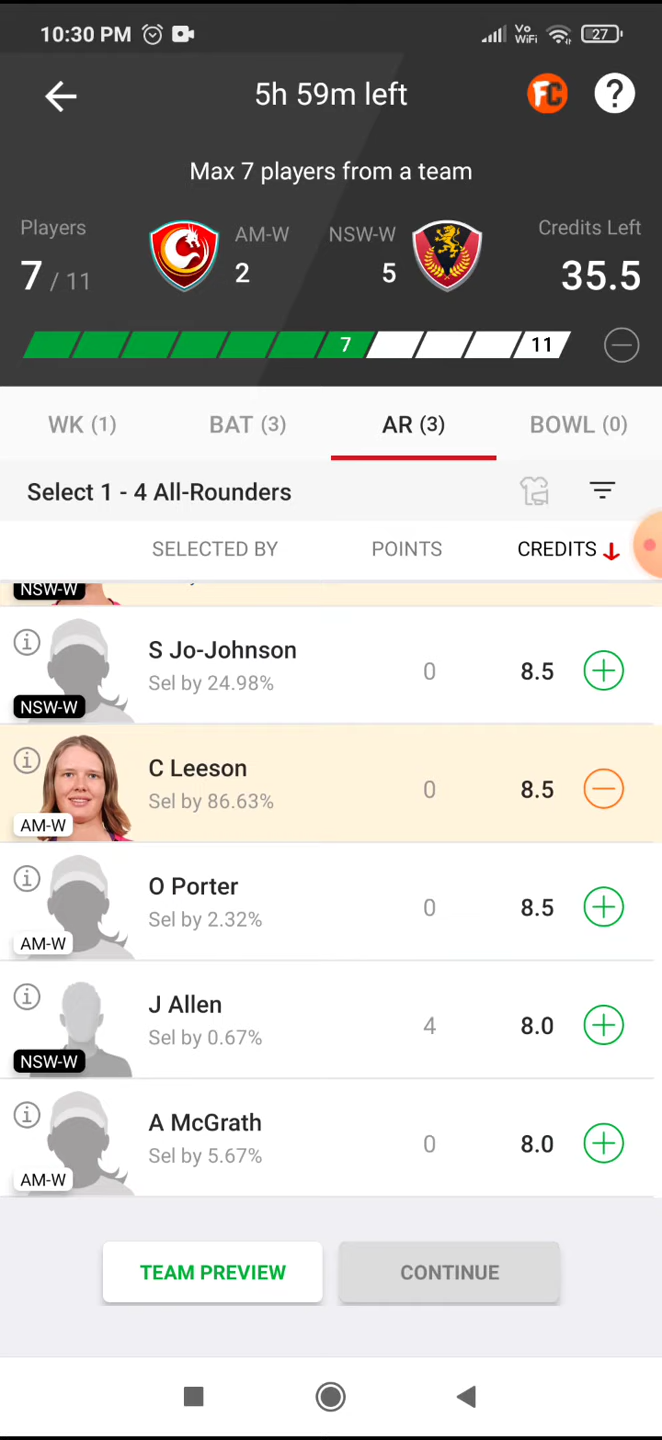 10:30 PM
Vo
WiFi
27
5h 59m left
FC
?
Max 7 players from a team
Players
AM-W
NSW-W
Credits Left
7 / 11
2
5
35.5
7
11
WK (1)
BAT (3)
AR (3)
BOWL (0)
Select 1 - 4 All-Rounders
SELECTED BY
POINTS
CREDITS
NSW-W
S Jo-Johnson
Sel by 24.98%
0
8.5
NSW-W
C Leeson
Sel by 86.63%
0
8.5
AM-W
O Porter
Sel by 2.32%
0
8.5
AM-W
J Allen
Sel by 0.67%
4
8.0
NSW-W
A McGrath
Sel by 5.67%
0
8.0
AM-W
TEAM PREVIEW
CONTINUE